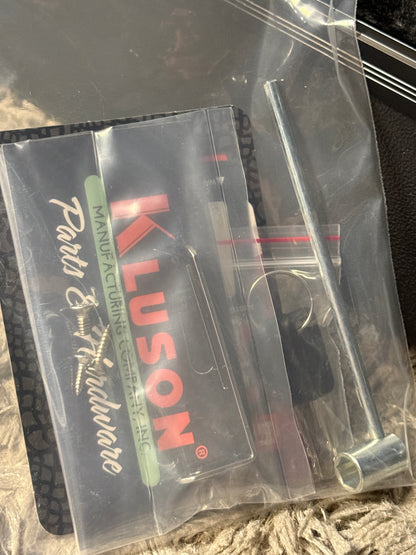 KLUSON®
MANUFACTURING COMPANY, INC.
Parts & Hardware